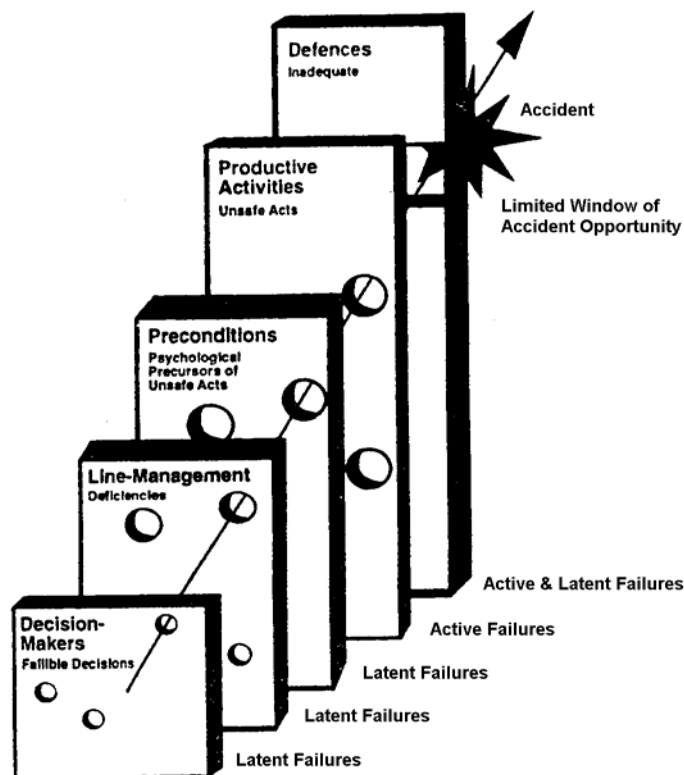 Defences
Inadequate
Accident
Productive
Activities
Unsafe Acts
Limited Window of
Accident Opportunity
Preconditions
Psychological
Precursors of
Unsafe Acts
Line-Management
Deficiencies
Decision-
Makers
Fallible Decisions
Active & Latent Failures
Active Failures
Latent Failures
Latent Failures
Latent Failures